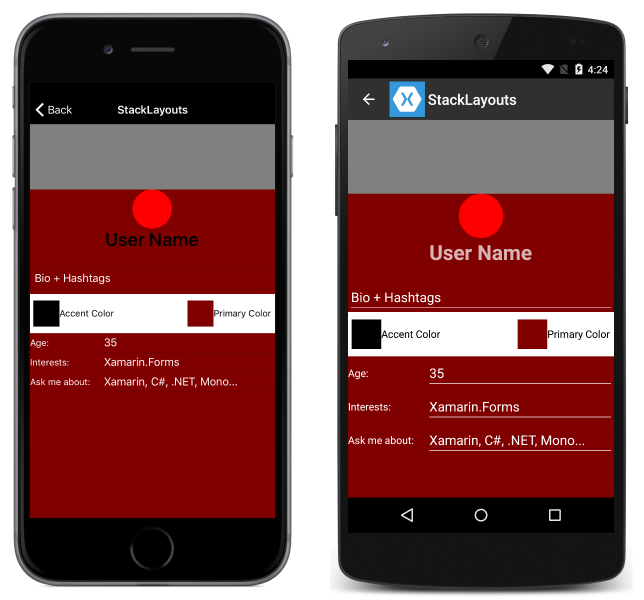 Back StackLayouts
User Name
Bio + Hashtags
Accent Color Primary Color
Age: 35
Interests: Xamarin.Forms
Ask me about: Xamarin, C#, .NET, Mono...
4:24
X StackLayouts
User Name
Bio + Hashtags
Accent Color Primary Color
Age: 35
Interests: Xamarin.Forms
Ask me about: Xamarin, C#, .NET, Mono...